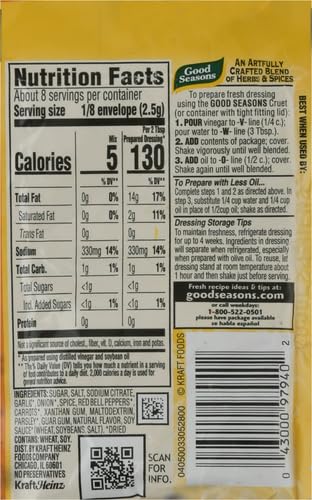 Nutrition Facts
About 8 servings per container
Serving size 1/8 envelope (2.5g)
Mix
Per 2 Tbsp Prepared Dressing*
Calories 5 130
% DV** % DV**
Total Fat 0g 0% 14g 17%
Saturated Fat 0g 0% 2g 11%
Trans Fat 0g 0g
Sodium 330mg 14% 330mg 14%
Total Carb. 1g 1% 1g 1%
Total Sugars <1g <1g
Incl. Added Sugars <1g 1% <1g 1%
Protein 0g 0g
Not a significant source of cholest., fiber, vit. D, calcium, iron and potas.
* As prepared using distilled vinegar and soybean oil
** The % Daily Value (DV) tells you how much a nutrient in a serving
of food contributes to a daily diet. 2,000 calories a day is used for
general nutrition advice.
INGREDIENTS: SUGAR, SALT, SODIUM CITRATE,
GARLIC*, ONION*, SPICE, RED BELL PEPPERS*,
CARROTS*, XANTHAN GUM, MALTODEXTRIN,
PARSLEY*, GUAR GUM, NATURAL FLAVOR, SOY
SAUCE (WHEAT, SOYBEANS, SALT). *DRIED
CONTAINS: WHEAT, SOY.
DIST. BY KRAFT HEINZ
FOODS COMPANY
CHICAGO, IL 60601
NO PRESERVATIVES
KraftHeinz
SCAN
FOR
INFO.
Good
Seasons
AN ARTFULLY
CRAFTED BLEND
OF HERBS & SPICES
To prepare fresh dressing
using the GOOD SEASONS Cruet
(or container with tight fitting lid):
1. POUR vinegar to -V- line (1/4 c.);
pour water to -W- line (3 Tbsp.).
2. ADD contents of package; cover.
Shake vigorously until well blended.
3. ADD oil to -O- line (1/2 c.); cover.
Shake again until well blended.
To Prepare with Less Oil...
Complete steps 1 and 2 as directed above. In
step 3, substitute 1/4 cup water and 1/4 cup
oil in place of 1/2cup oil; shake as directed.
Dressing Storage Tips
To maintain freshness, refrigerate dressing
for up to 4 weeks. Ingredients in dressing
will separate when refrigerated, especially
when prepared with olive oil. To reuse, let
dressing stand at room temperature about
1 hour and then shake just before serving.
Fresh recipe ideas & tips at:
goodseasons.com
or call weekdays:
1-800-522-0501
please have package available
se habla español
BEST WHEN USED BY:
© KRAFT FOODS
04050033052800
0 43000 97940 2